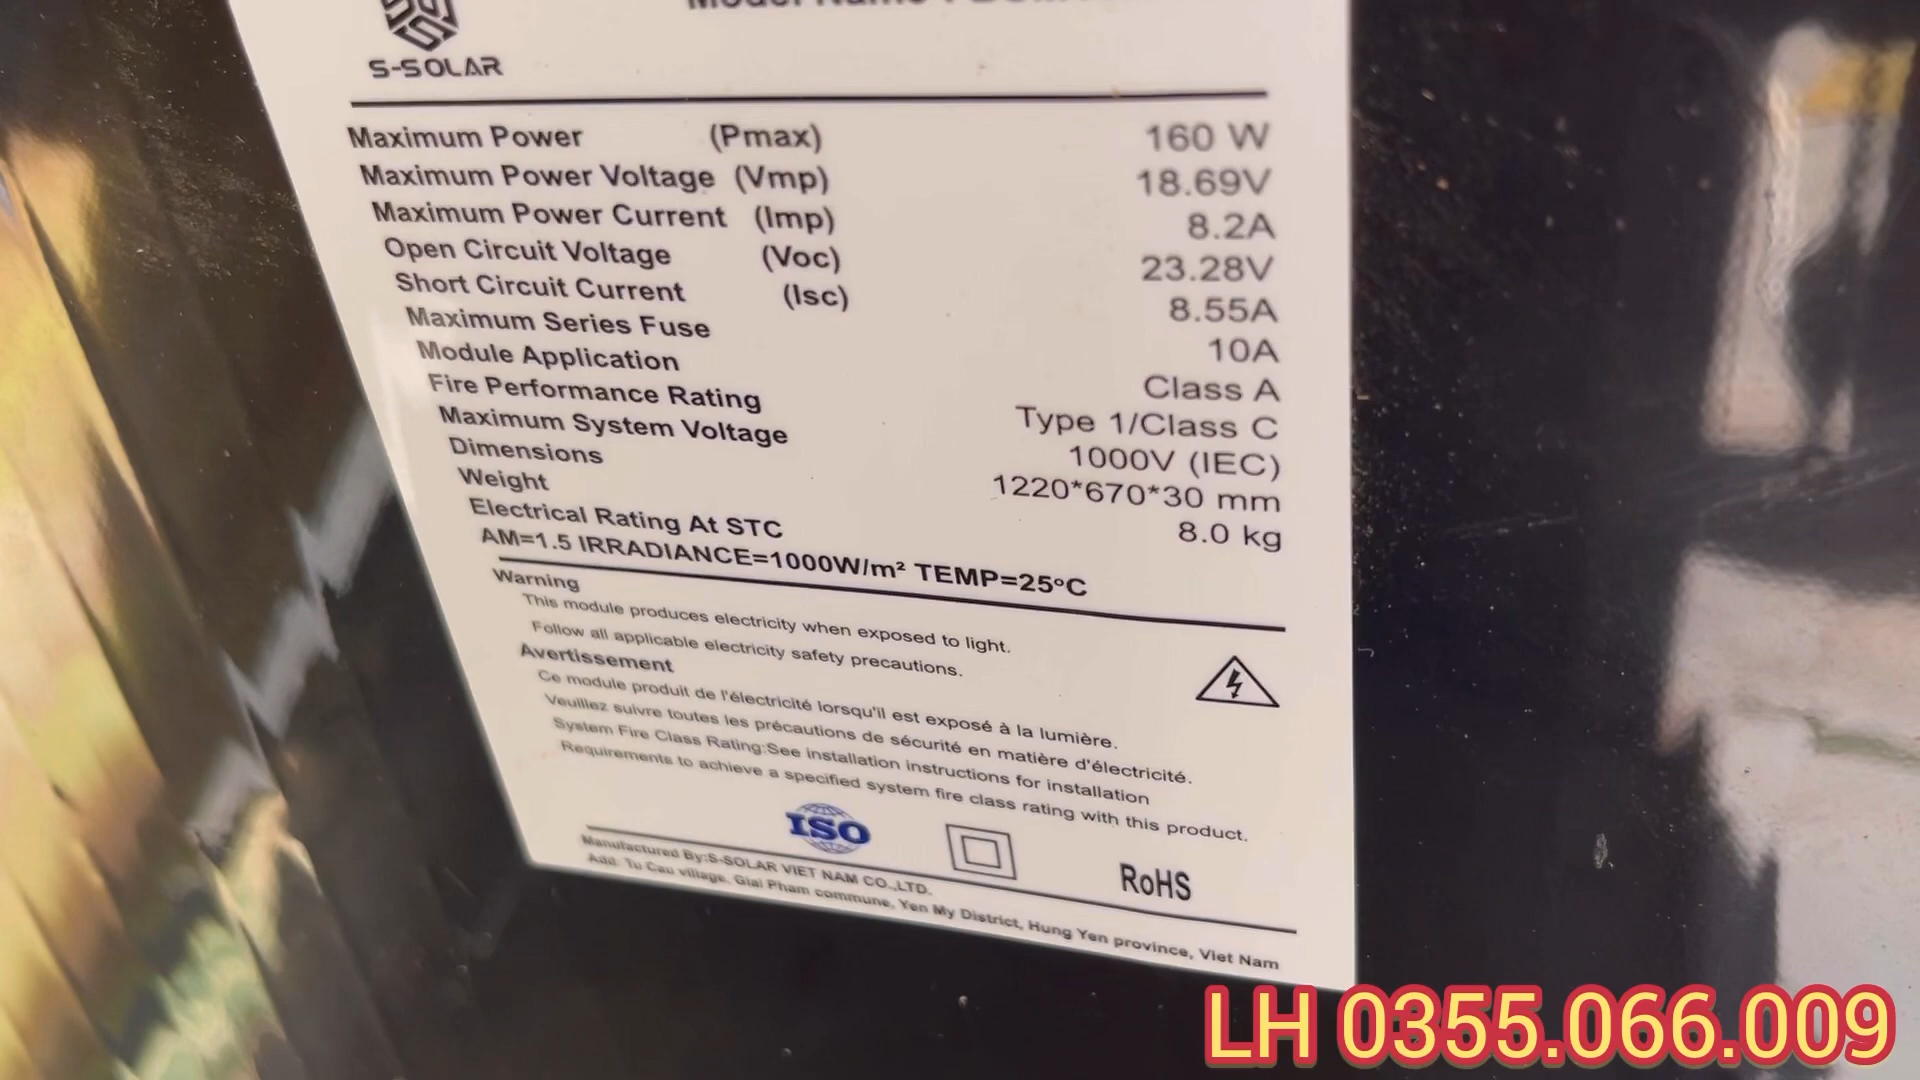 S-SOLAR
Model Name
Maximum Power (Pmax) 160 W
Maximum Power Voltage (Vmp) 18.69V
Maximum Power Current (Imp) 8.2A
Open Circuit Voltage (Voc) 23.28V
Short Circuit Current (Isc) 8.55A
Maximum Series Fuse 10A
Module Application Class A
Fire Performance Rating Type 1/Class C
Maximum System Voltage 1000V (IEC)
Dimensions 1220*670*30 mm
Weight 8.0 kg
Electrical Rating At STC
AM=1.5 IRRADIANCE=1000W/m² TEMP=25°C
Warning
This module produces electricity when exposed to light.
Follow all applicable electricity safety precautions.
Avertissement
Ce module produit de l'électricité lorsqu'il est exposé à la lumière.
Veuillez suivre toutes les précautions de sécurité en matière d'électricité.
System Fire Class Rating:See installation instructions for installation
Requirements to achieve a specified system fire class rating with this product.
ISO
RoHS
Manufactured By:S-SOLAR VIET NAM CO.,LTD.
Add: Tu Cau village, Giai Pham commune, Yen My District, Hung Yen province, Viet Nam
LH 0355.066.009